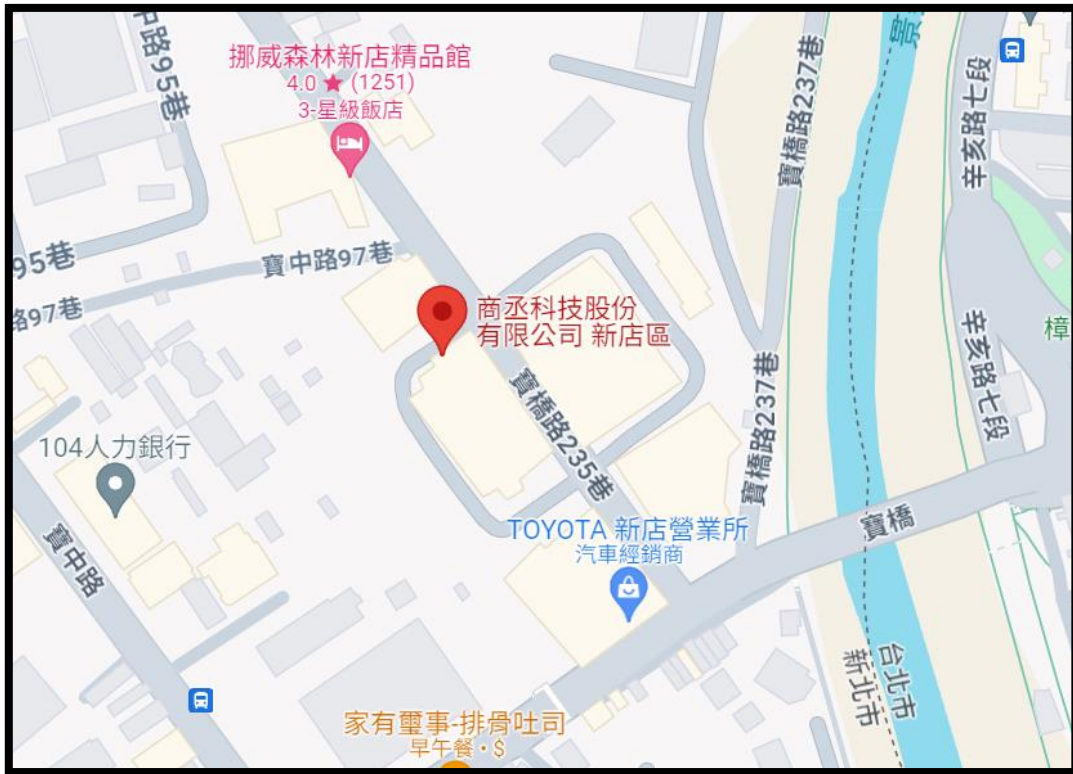 中路95巷
挪威森林新店精品館
4.0 ★ (1251)
3-星級飯店
寶橋路237巷
景
辛亥路七段
95巷
寶中路97巷
路97巷
商丞科技股份
有限公司 新店區
樟
辛亥路七段
寶橋路237巷
寶橋路235巷
104人力銀行
寶中路
TOYOTA 新店營業所
汽車經銷商
寶橋
台北市
新北市
家有璽事-排骨吐司
早午餐・$